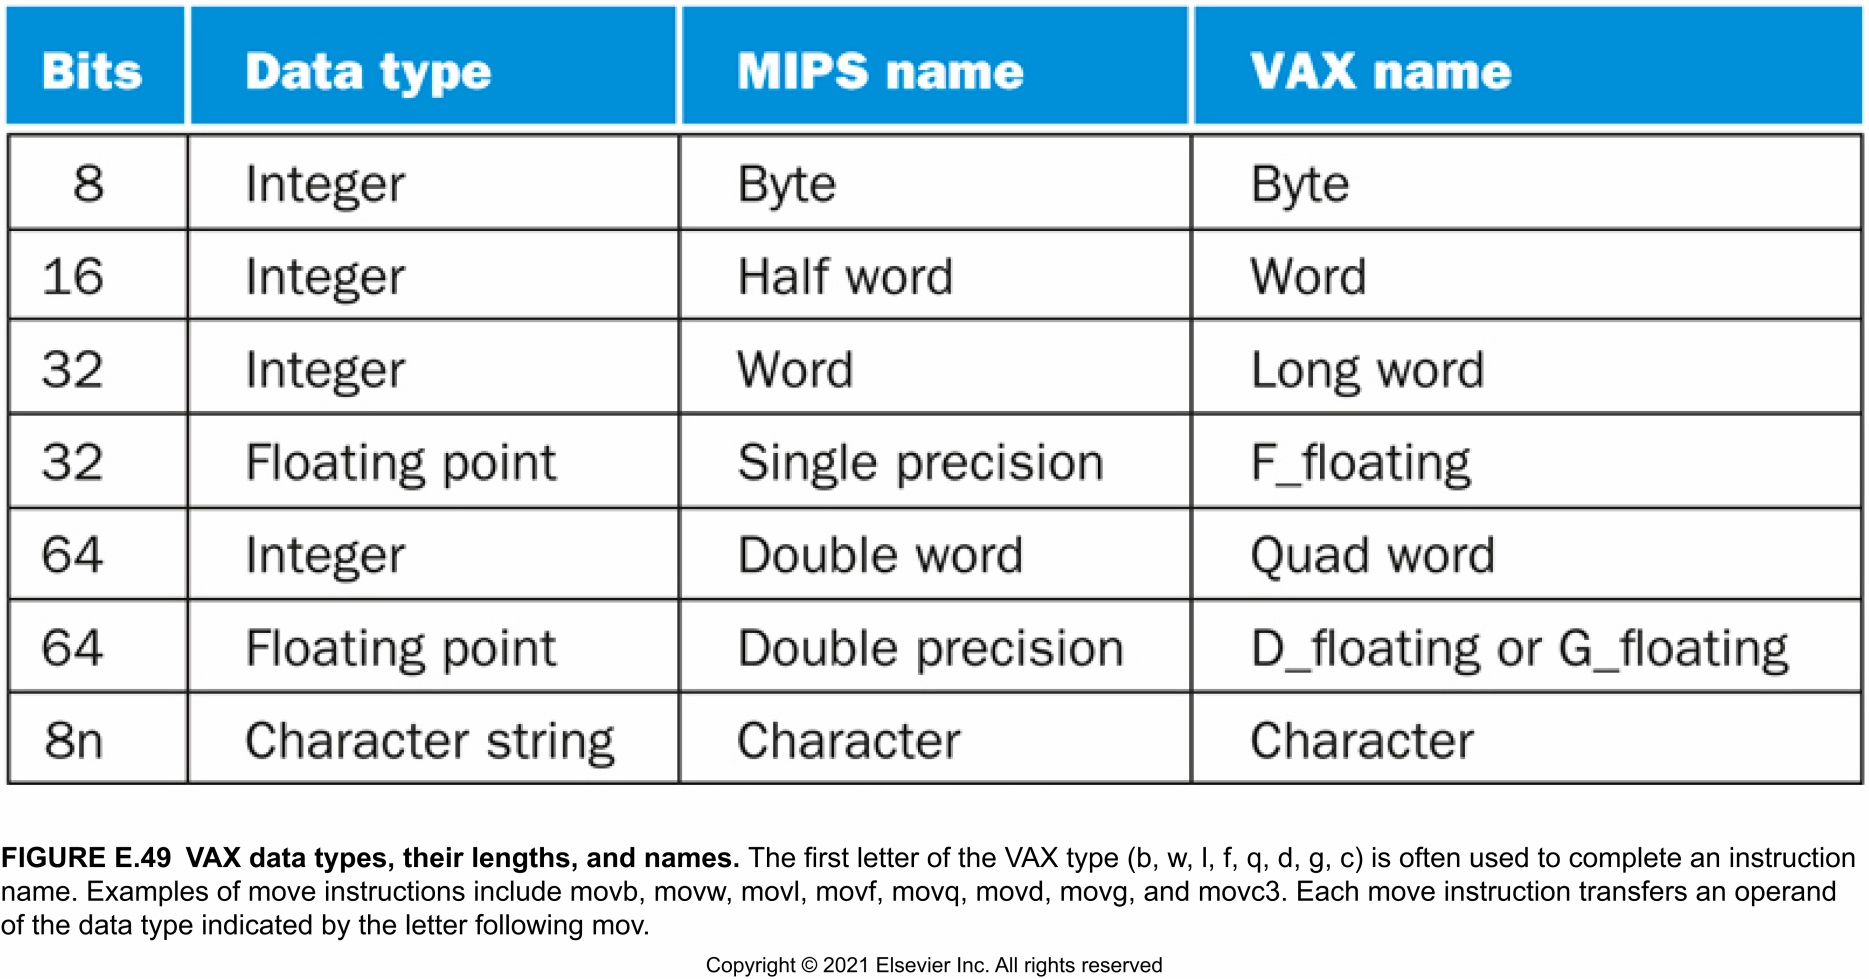 Bits Data type MIPS name VAX name
8 Integer Byte Byte
16 Integer Half word Word
32 Integer Word Long word
32 Floating point Single precision F_floating
64 Integer Double word Quad word
64 Floating point Double precision D_floating or G_floating
8n Character string Character Character
FIGURE E.49 VAX data types, their lengths, and names. The first letter of the VAX type (b, w, l, f, q, d, g, c) is often used to complete an instruction
name. Examples of move instructions include movb, movw, movl, movf, movq, movd, movg, and movc3. Each move instruction transfers an operand
of the data type indicated by the letter following mov.
Copyright © 2021 Elsevier Inc. All rights reserved